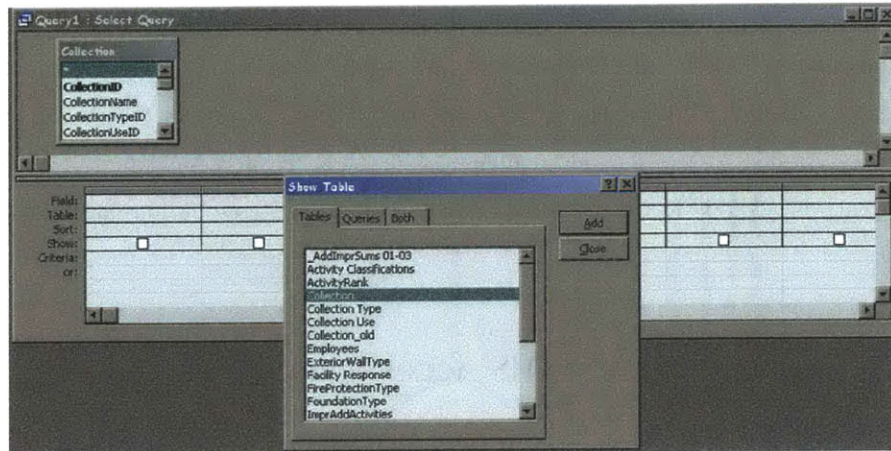 Query1 : Select Query
Collection
*
CollectionID
CollectionName
CollectionTypeID
CollectionUseID
Field:
Table:
Sort:
Show:
Criteria:
or:
Show Table
Tables Queries Both
Add
Close
_AddImprSums 01-03
Activity Classifications
ActivityRank
Collection
Collection Type
Collection Use
Collection_old
Employees
ExteriorWallType
Facility Response
FireProtectionType
FoundationType
ImprAddActivities